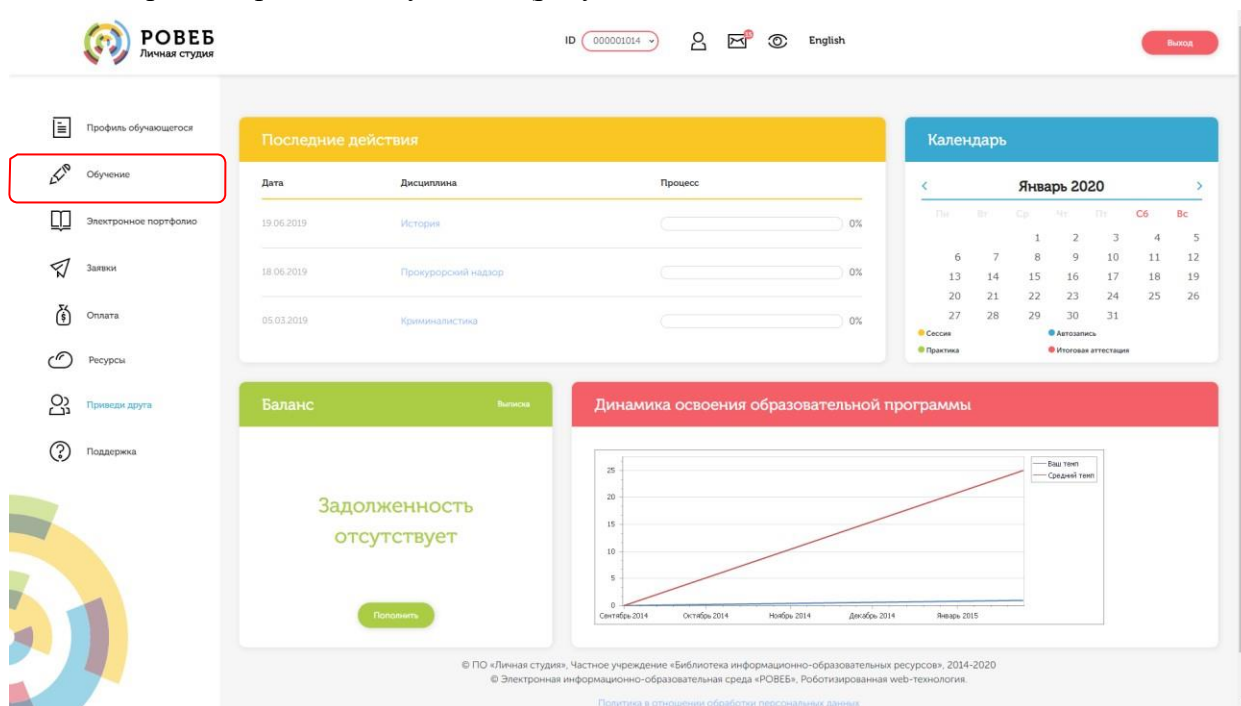 РОВЕБ
Личная студия
ID 000001014
English
Выход
Профиль обучающегося
Обучение
Электронное портфолио
Заявки
Оплата
Ресурсы
Приведи друга
Поддержка
Последние действия
Дата Дисциплина Процесс
19.06.2019 История 0%
18.06.2019 Прокурорский надзор 0%
05.03.2019 Криминалистика 0%
Календарь
< Январь 2020 >
Пн Вт Ср Чт Пт Сб Вс
1 2 3 4 5
6 7 8 9 10 11 12
13 14 15 16 17 18 19
20 21 22 23 24 25 26
27 28 29 30 31
Сессия Автозапись
Практика Итоговая аттестация
Баланс Выписка
Задолженность
отсутствует
Пополнить
Динамика освоения образовательной программы
25
20
15
10
5
0
Сентябрь 2014 Октябрь 2014 Ноябрь 2014 Декабрь 2014 Январь 2015
Ваш темп
Средний темп
© ПО «Личная студия», Частное учреждение «Библиотека информационно-образовательных ресурсов», 2014-2020
© Электронная информационно-образовательная среда «РОВЕБ», Роботизированная web-технология.
Политика в отношении обработки персональных данных